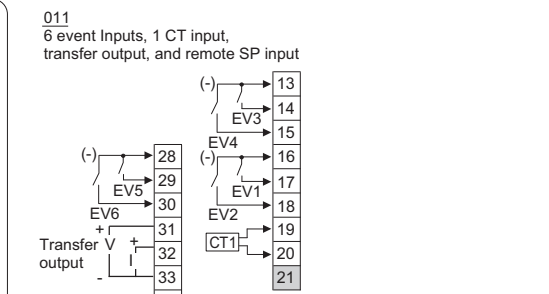 011
6 event Inputs, 1 CT input,
transfer output, and remote SP input
(-)
13
14
EV3
15
EV4
(-)
16
17
EV1
18
EV2
19
CT1
20
21
(-)
28
29
EV5
30
EV6
+
31
Transfer V +
32
output I
-
33